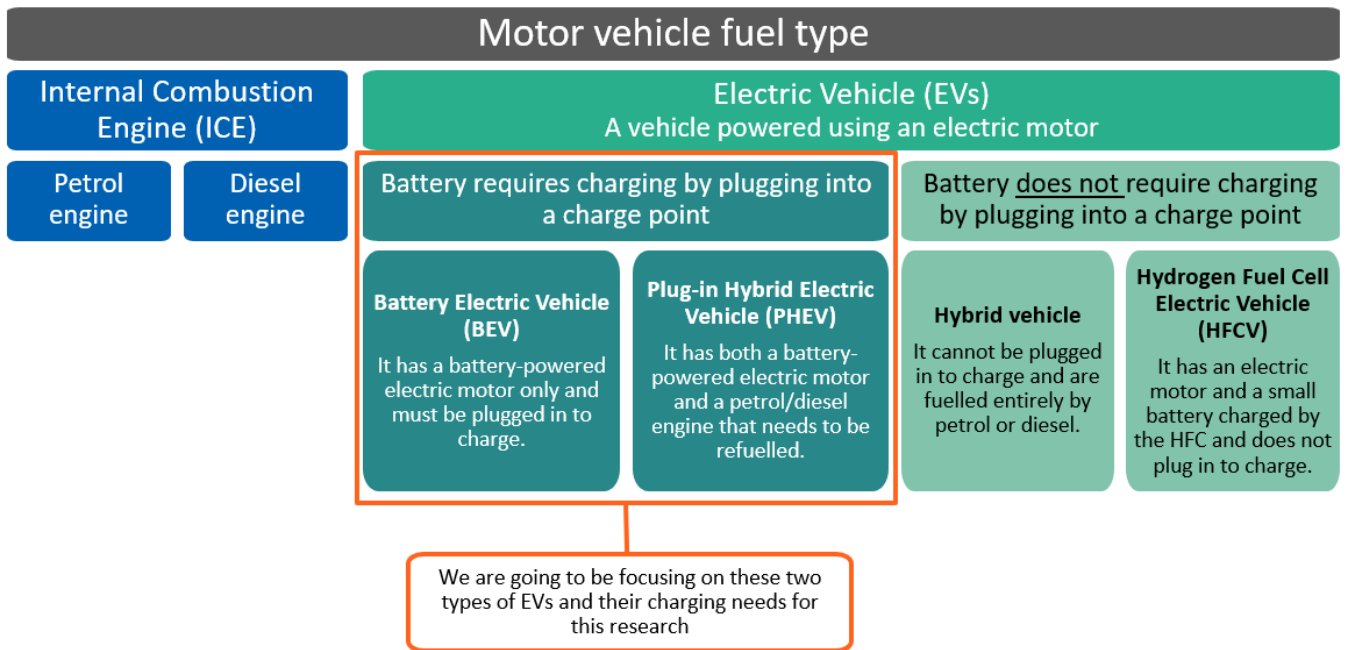 Motor vehicle fuel type
Internal Combustion
Engine (ICE)
Electric Vehicle (EVs)
A vehicle powered using an electric motor
Petrol
engine
Diesel
engine
Battery requires charging by plugging into
a charge point
Battery does not require charging
by plugging into a charge point
Battery Electric Vehicle
(BEV)
It has a battery-powered
electric motor only and
must be plugged in to
charge.
Plug-in Hybrid Electric
Vehicle (PHEV)
It has both a battery-
powered electric motor
and a petrol/diesel
engine that needs to be
refuelled.
Hybrid vehicle
It cannot be plugged
in to charge and are
fuelled entirely by
petrol or diesel.
Hydrogen Fuel Cell
Electric Vehicle
(HFCV)
It has an electric
motor and a small
battery charged by
the HFC and does not
plug in to charge.
We are going to be focusing on these two
types of EVs and their charging needs for
this research